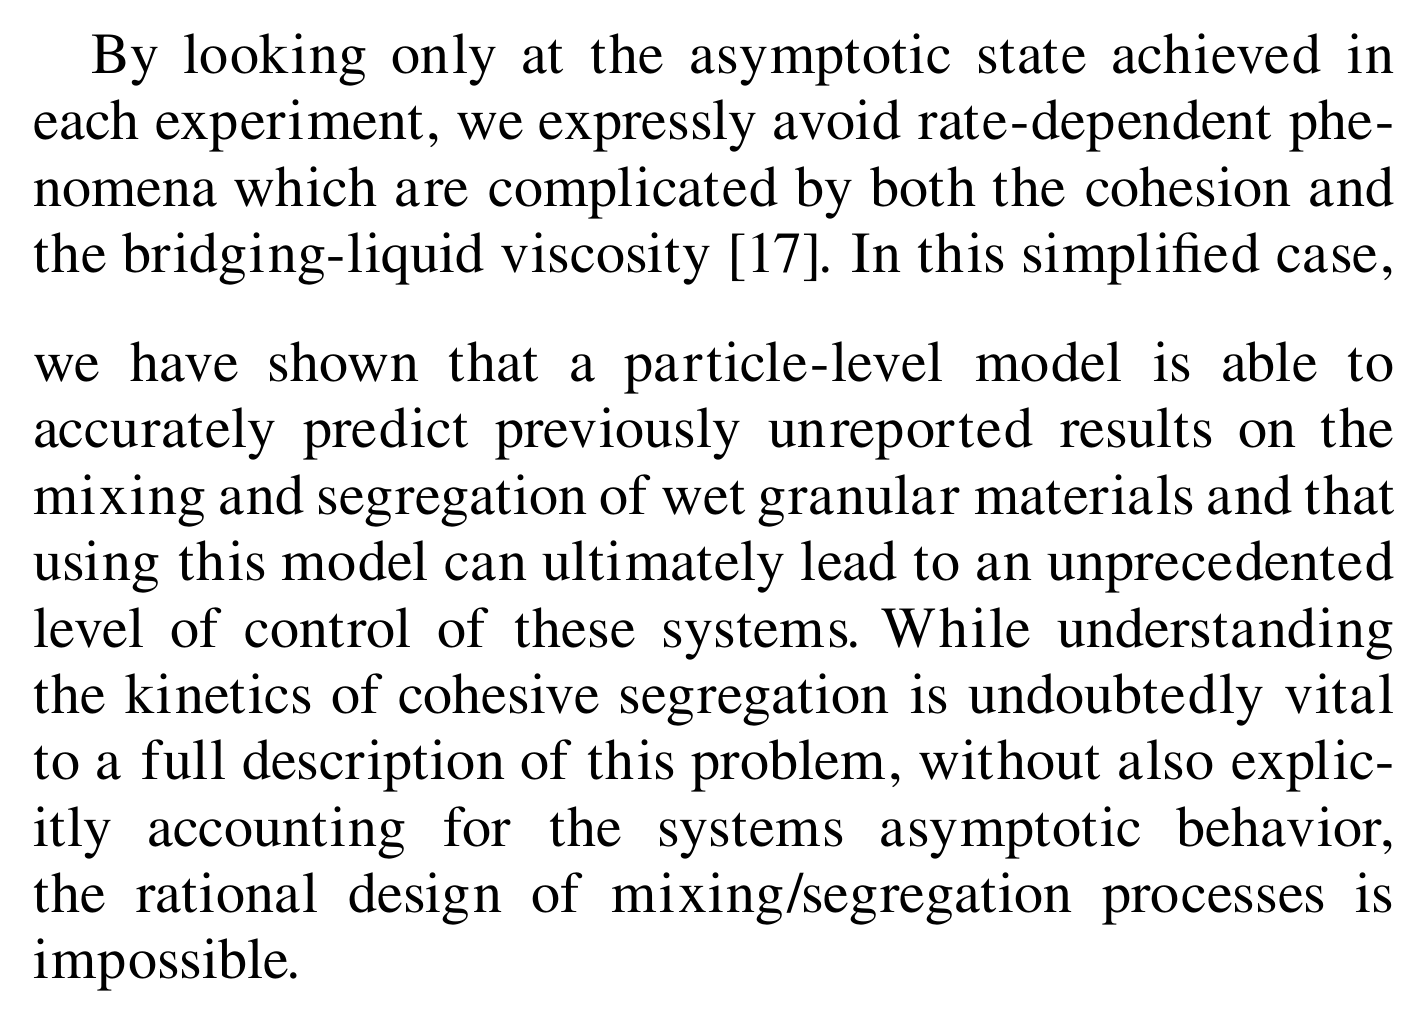 By looking only at the asymptotic state achieved in
each experiment, we expressly avoid rate-dependent phe-
nomena which are complicated by both the cohesion and
the bridging-liquid viscosity [17]. In this simplified case,
we have shown that a particle-level model is able to
accurately predict previously unreported results on the
mixing and segregation of wet granular materials and that
using this model can ultimately lead to an unprecedented
level of control of these systems. While understanding
the kinetics of cohesive segregation is undoubtedly vital
to a full description of this problem, without also explic-
itly accounting for the systems asymptotic behavior,
the rational design of mixing/segregation processes is
impossible.